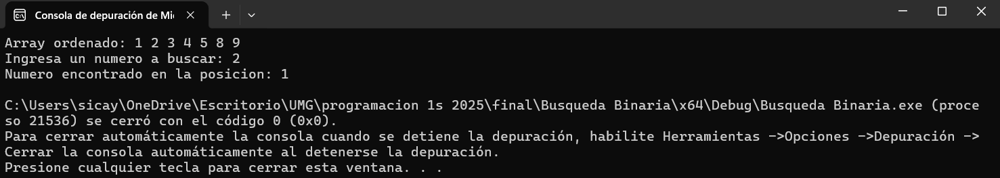 Consola de depuración de Mi
Array ordenado: 1 2 3 4 5 8 9
Ingresa un numero a buscar: 2
Numero encontrado en la posicion: 1
C:\Users\sicay\OneDrive\Escritorio\UMG\programacion 1s 2025\final\Busqueda Binaria\x64\Debug\Busqueda Binaria.exe (proce
so 21536) se cerró con el código 0 (0x0).
Para cerrar automáticamente la consola cuando se detiene la depuración, habilite Herramientas ->Opciones ->Depuración ->
Cerrar la consola automáticamente al detenerse la depuración.
Presione cualquier tecla para cerrar esta ventana. . .